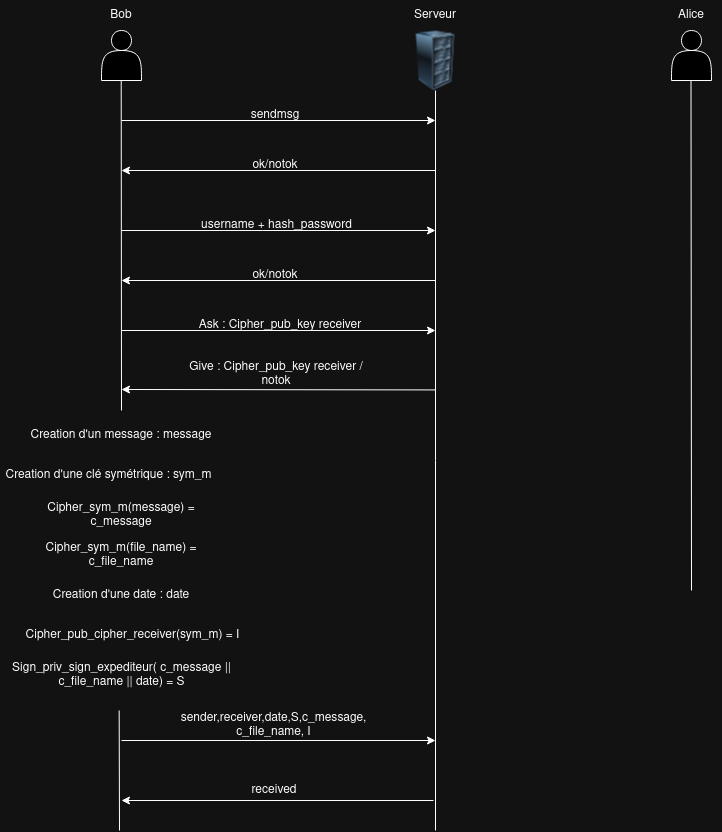 Bob
Serveur
Alice
sendmsg
ok/notok
username + hash_password
ok/notok
Ask : Cipher_pub_key receiver
Give : Cipher_pub_key receiver /
notok
Creation d'un message : message
Creation d'une clé symétrique : sym_m
Cipher_sym_m(message) =
c_message
Cipher_sym_m(file_name) =
c_file_name
Creation d'une date : date
Cipher_pub_cipher_receiver(sym_m) = I
Sign_priv_sign_expediteur( c_message ||
c_file_name || date) = S
sender,receiver,date,S,c_message,
c_file_name, I
received